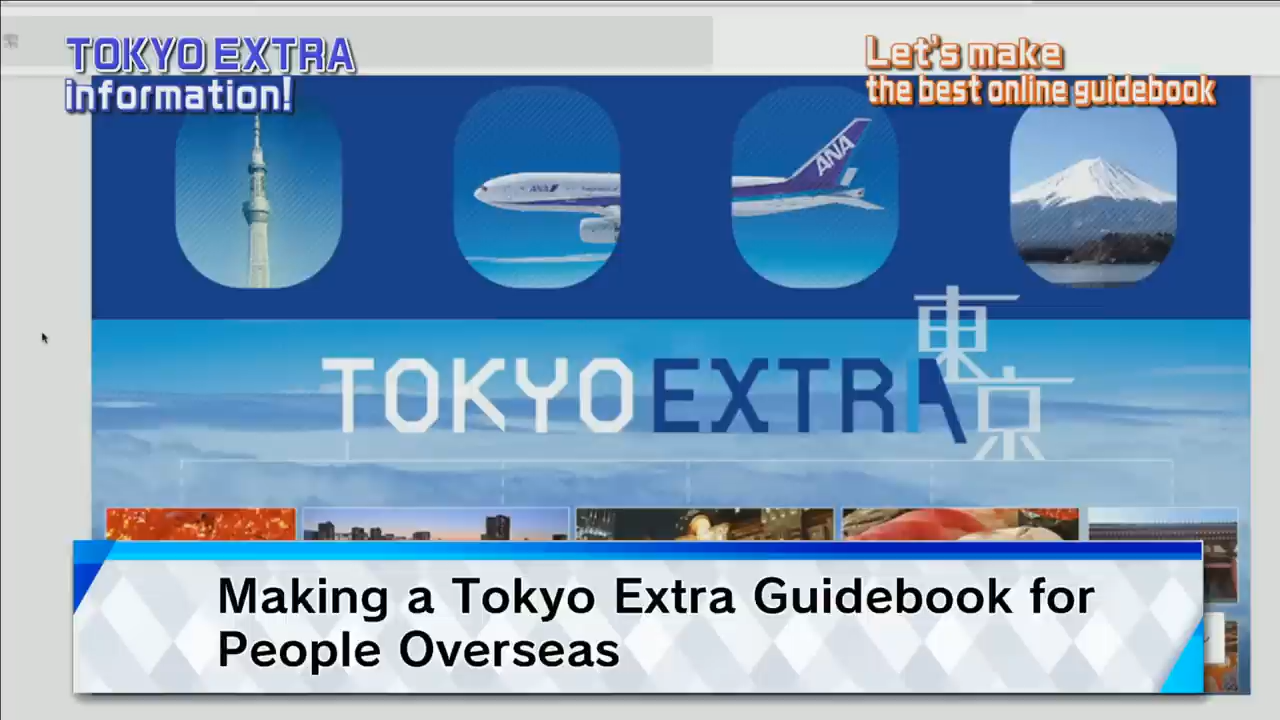 TOKYO EXTRA
information!
Let's make
the best online guidebook
ANA
ANA
TOKYO EXTRA
東京
Making a Tokyo Extra Guidebook for
People Overseas